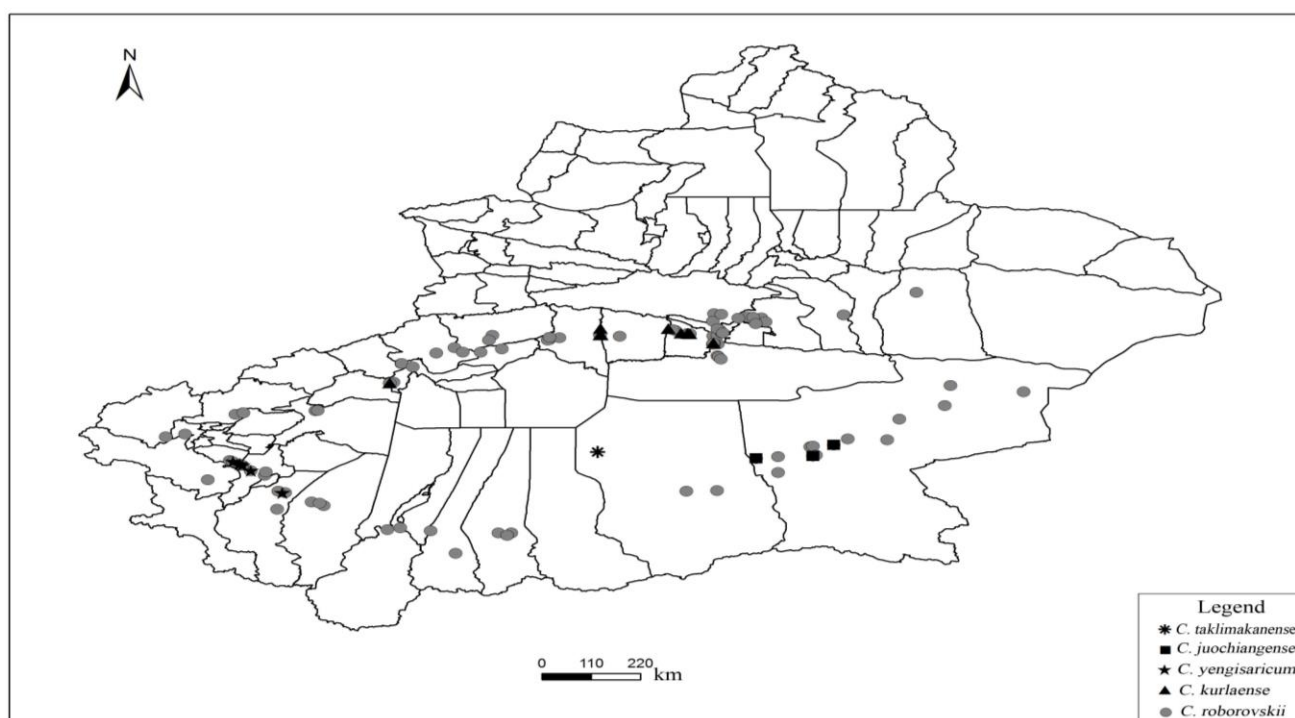 N
0 110 220
km
Legend
C. taklimakanense
C. juochiangense
C. yengisaricum
C. kurlaense
C. roborovskii